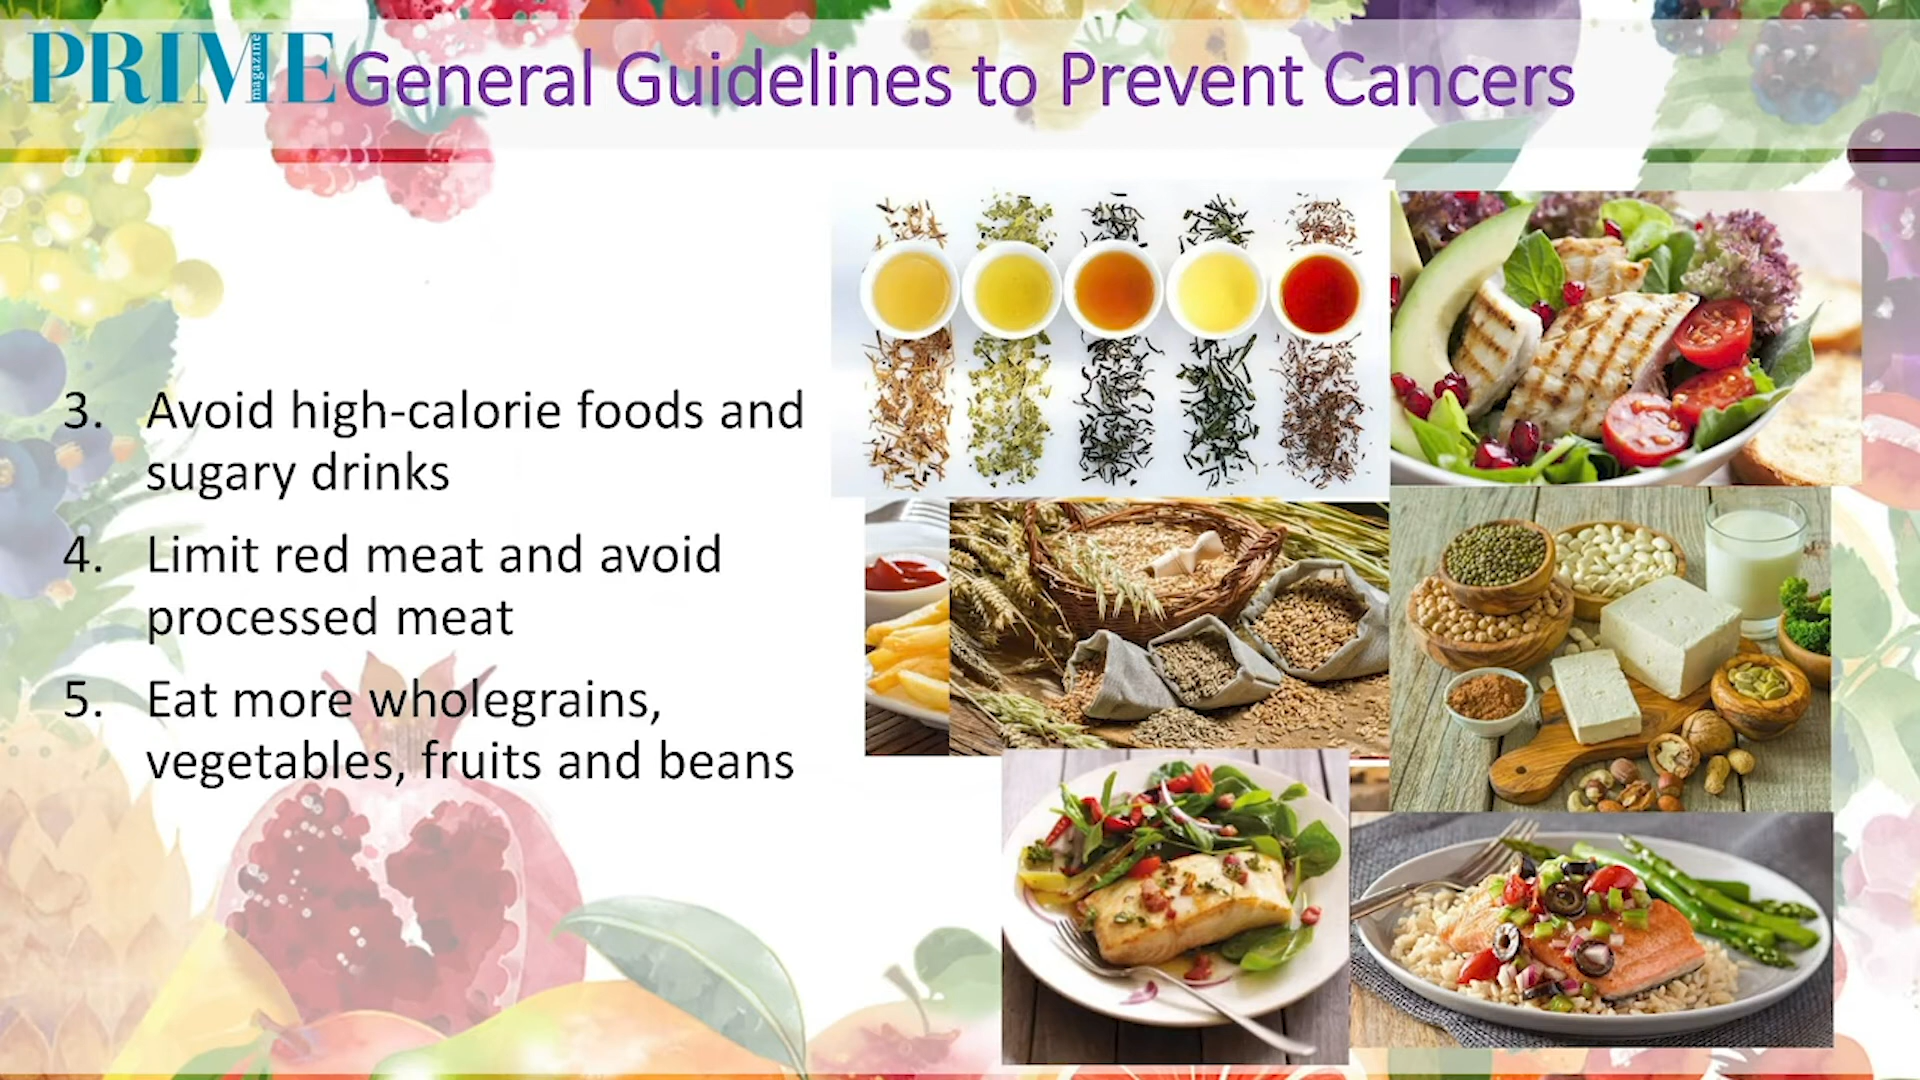 PRIME
magazine
General Guidelines to Prevent Cancers
3. Avoid high-calorie foods and
sugary drinks
4. Limit red meat and avoid
processed meat
5. Eat more wholegrains,
vegetables, fruits and beans